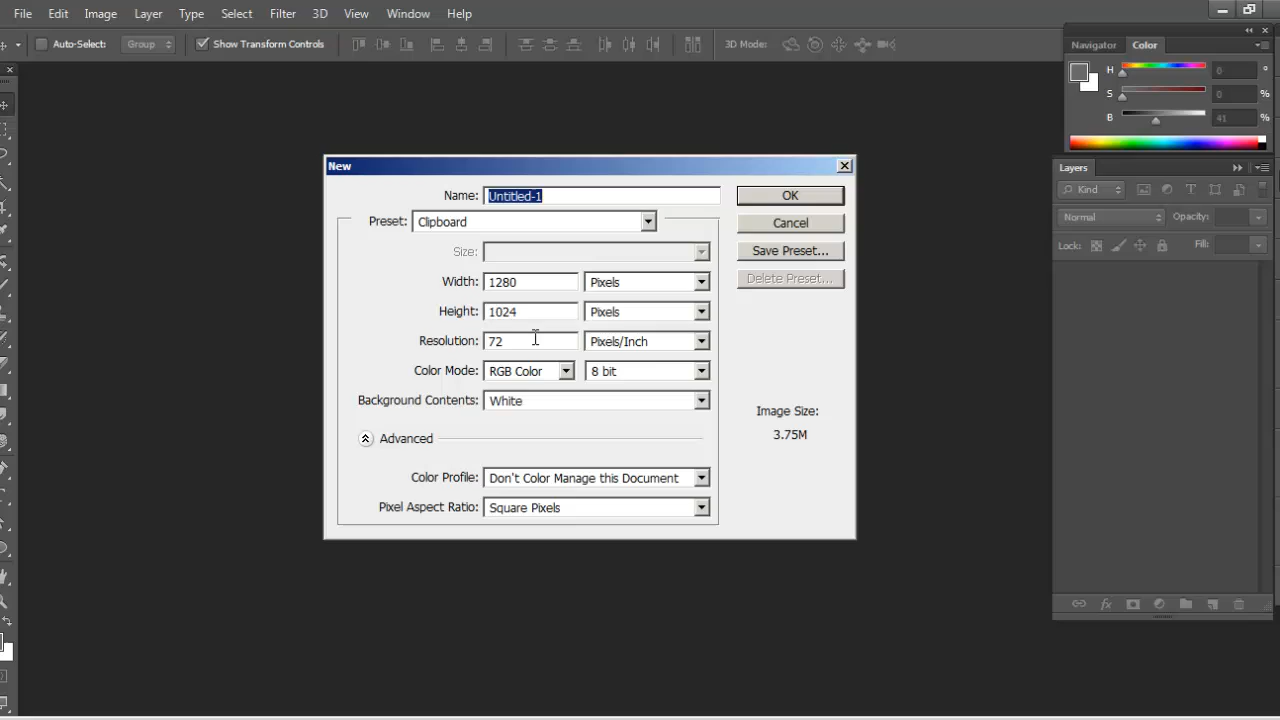 File Edit Image Layer Type Select Filter 3D View Window Help
Auto-Select: Group Show Transform Controls 3D Mode:
Navigator Color
H 0 °
S 0 %
B 41 %
Layers
Kind
Normal Opacity:
Lock: Fill:
New
Name: Untitled-1 OK
Preset: Clipboard Cancel
Size: Save Preset...
Width: 1280 Pixels Delete Preset...
Height: 1024 Pixels
Resolution: 72 Pixels/Inch
Color Mode: RGB Color 8 bit
Background Contents: White
Image Size:
3.75M
Advanced
Color Profile: Don't Color Manage this Document
Pixel Aspect Ratio: Square Pixels